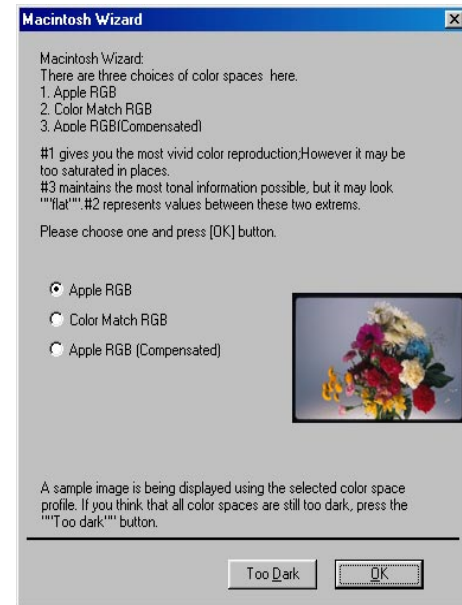 Macintosh Wizard
Macintosh Wizard:
There are three choices of color spaces here.
1. Apple RGB
2. Color Match RGB
3. Apple RGB(Compensated)
#1 gives you the most vivid color reproduction;However it may be
too saturated in places.
#3 maintains the most tonal information possible, but it may look
""flat"".#2 represents values between these two extrems.
Please choose one and press [OK] button.
Apple RGB
Color Match RGB
Apple RGB (Compensated)
A sample image is being displayed using the selected color space
profile. If you think that all color spaces are still too dark, press the
""Too dark"" button.
Too Dark
OK